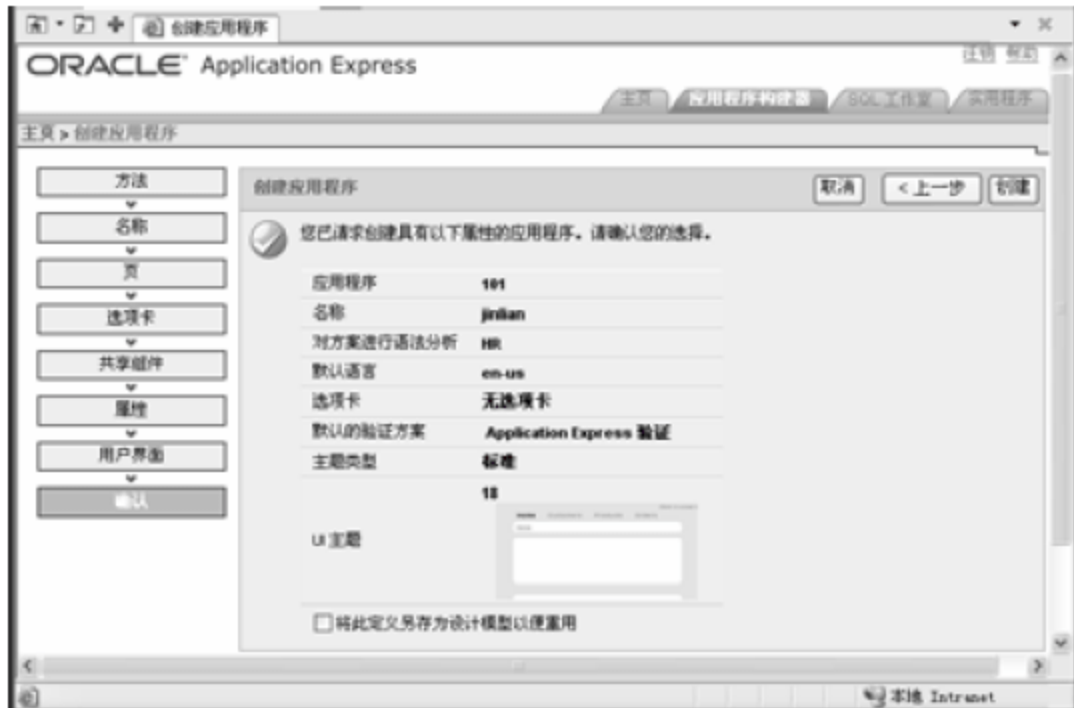 创建应用程序
注销 帮助
ORACLE Application Express
主页 应用程序构建器 SQL 工作室 实用程序
主页 > 创建应用程序
方法
名称
页
选项卡
共享组件
属性
用户界面
确认
创建应用程序
取消 < 上一步 创建
您已请求创建具有以下属性的应用程序。请确认您的选择。
应用程序 101
名称 jinlian
对方案进行语法分析 HR
默认语言 en-us
选项卡 无选项卡
默认的验证方案 Application Express 验证
主题类型 标准
UI 主题 18
将此定义另存为设计模型以便重用
本地 Intranet